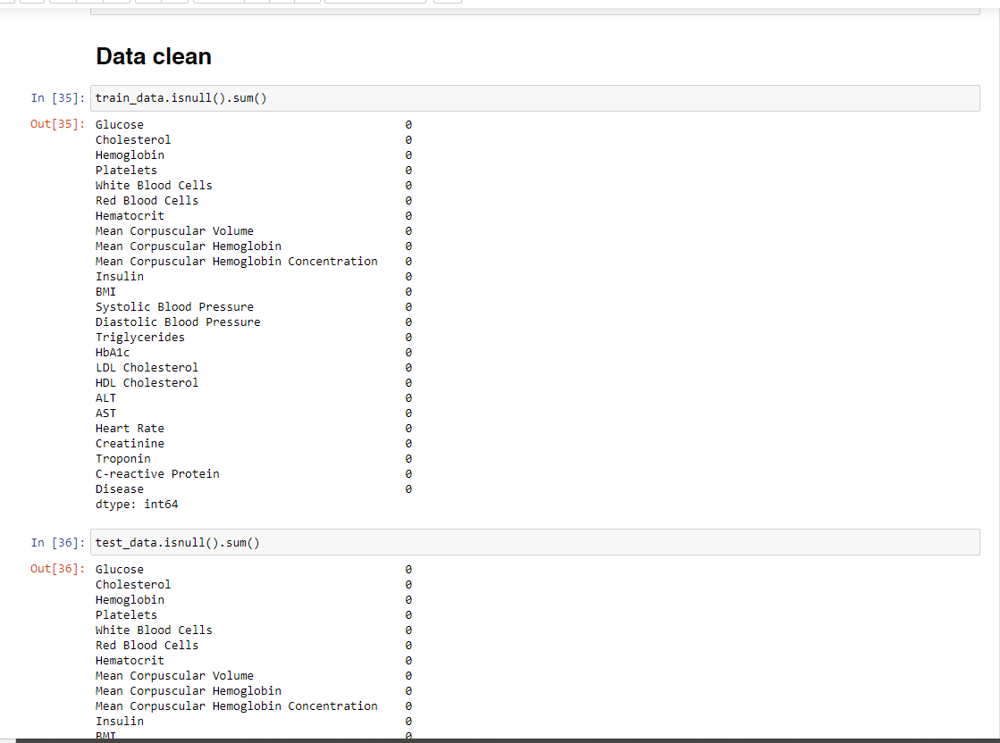 Data clean
In [35]: train_data.isnull().sum()
Out[35]: Glucose 0
Cholesterol 0
Hemoglobin 0
Platelets 0
White Blood Cells 0
Red Blood Cells 0
Hematocrit 0
Mean Corpuscular Volume 0
Mean Corpuscular Hemoglobin 0
Mean Corpuscular Hemoglobin Concentration 0
Insulin 0
BMI 0
Systolic Blood Pressure 0
Diastolic Blood Pressure 0
Triglycerides 0
HbA1c 0
LDL Cholesterol 0
HDL Cholesterol 0
ALT 0
AST 0
Heart Rate 0
Creatinine 0
Troponin 0
C-reactive Protein 0
Disease 0
dtype: int64
In [36]: test_data.isnull().sum()
Out[36]: Glucose 0
Cholesterol 0
Hemoglobin 0
Platelets 0
White Blood Cells 0
Red Blood Cells 0
Hematocrit 0
Mean Corpuscular Volume 0
Mean Corpuscular Hemoglobin 0
Mean Corpuscular Hemoglobin Concentration 0
Insulin 0
BMI 0